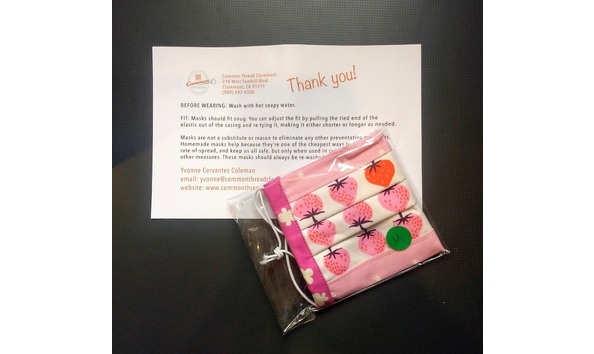 Common
Common Thread Claremont
216 West Foothill Blvd.
Claremont, CA 91711
Thank you!
BEFORE WEARING: Wash with hot soapy water.
FIT: Masks should fit snug. You can adjust the fit by pulling the tied end of the
elastic out of the casing and re-tying it, making it either shorter or longer as needed.
Masks are not a substitute or reason to eliminate any other preventative
Homemade masks help because they're one of the cheapest ways
rate of spread, and keep us all safe, but only when used in
other measures. These masks should always be re-washed
Yvonne Cervantes Coleman
email: yvonne@commonthread
website: www.commonthr
M